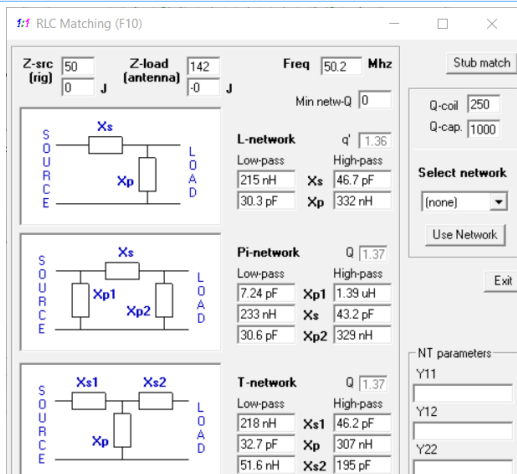 1:1 RLC Matching (F10)
Z-src (rig) 50 Z-load (antenna) 142 Freq 50.2 Mhz
0 J -0 J
Min netw-Q 0
Stub match
Q-coil 250
Q-cap. 1000
Select network
(none)
Use Network
Exit
SOURCE
Xs
Xp
LOAD
L-network q' 1.36
Low-pass High-pass
215 nH Xs 46.7 pF
30.3 pF Xp 332 nH
SOURCE
Xs
Xp1
Xp2
LOAD
Pi-network Q 1.37
Low-pass High-pass
7.24 pF Xp1 1.39 uH
233 nH Xs 43.2 pF
30.6 pF Xp2 329 nH
SOURCE
Xs1 Xs2
Xp
LOAD
T-network Q 1.37
Low-pass High-pass
218 nH Xs1 46.2 pF
32.7 pF Xp 307 nH
51.6 nH Xs2 195 pF
NT parameters
Y11
Y12
Y22